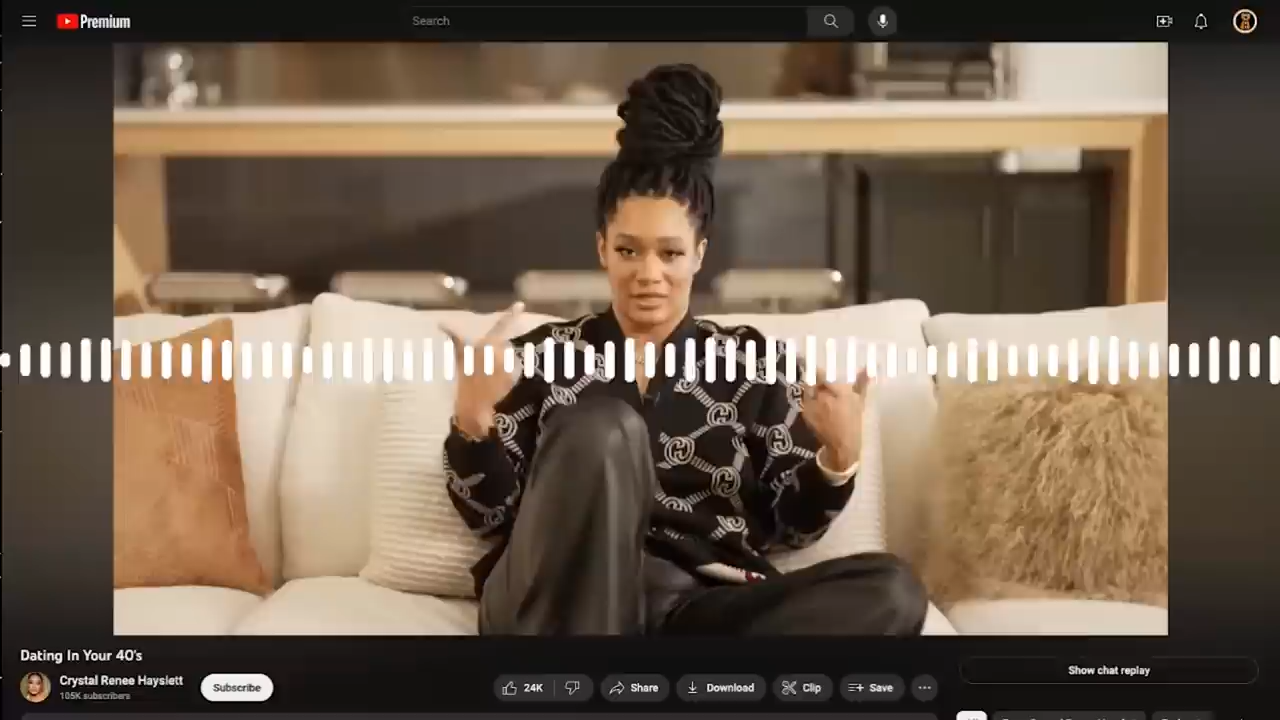 Premium
Search
Dating In Your 40's
Crystal Renee Hayslett
105K subscribers
Subscribe
24K
Share
Download
Clip
Save
Show chat replay